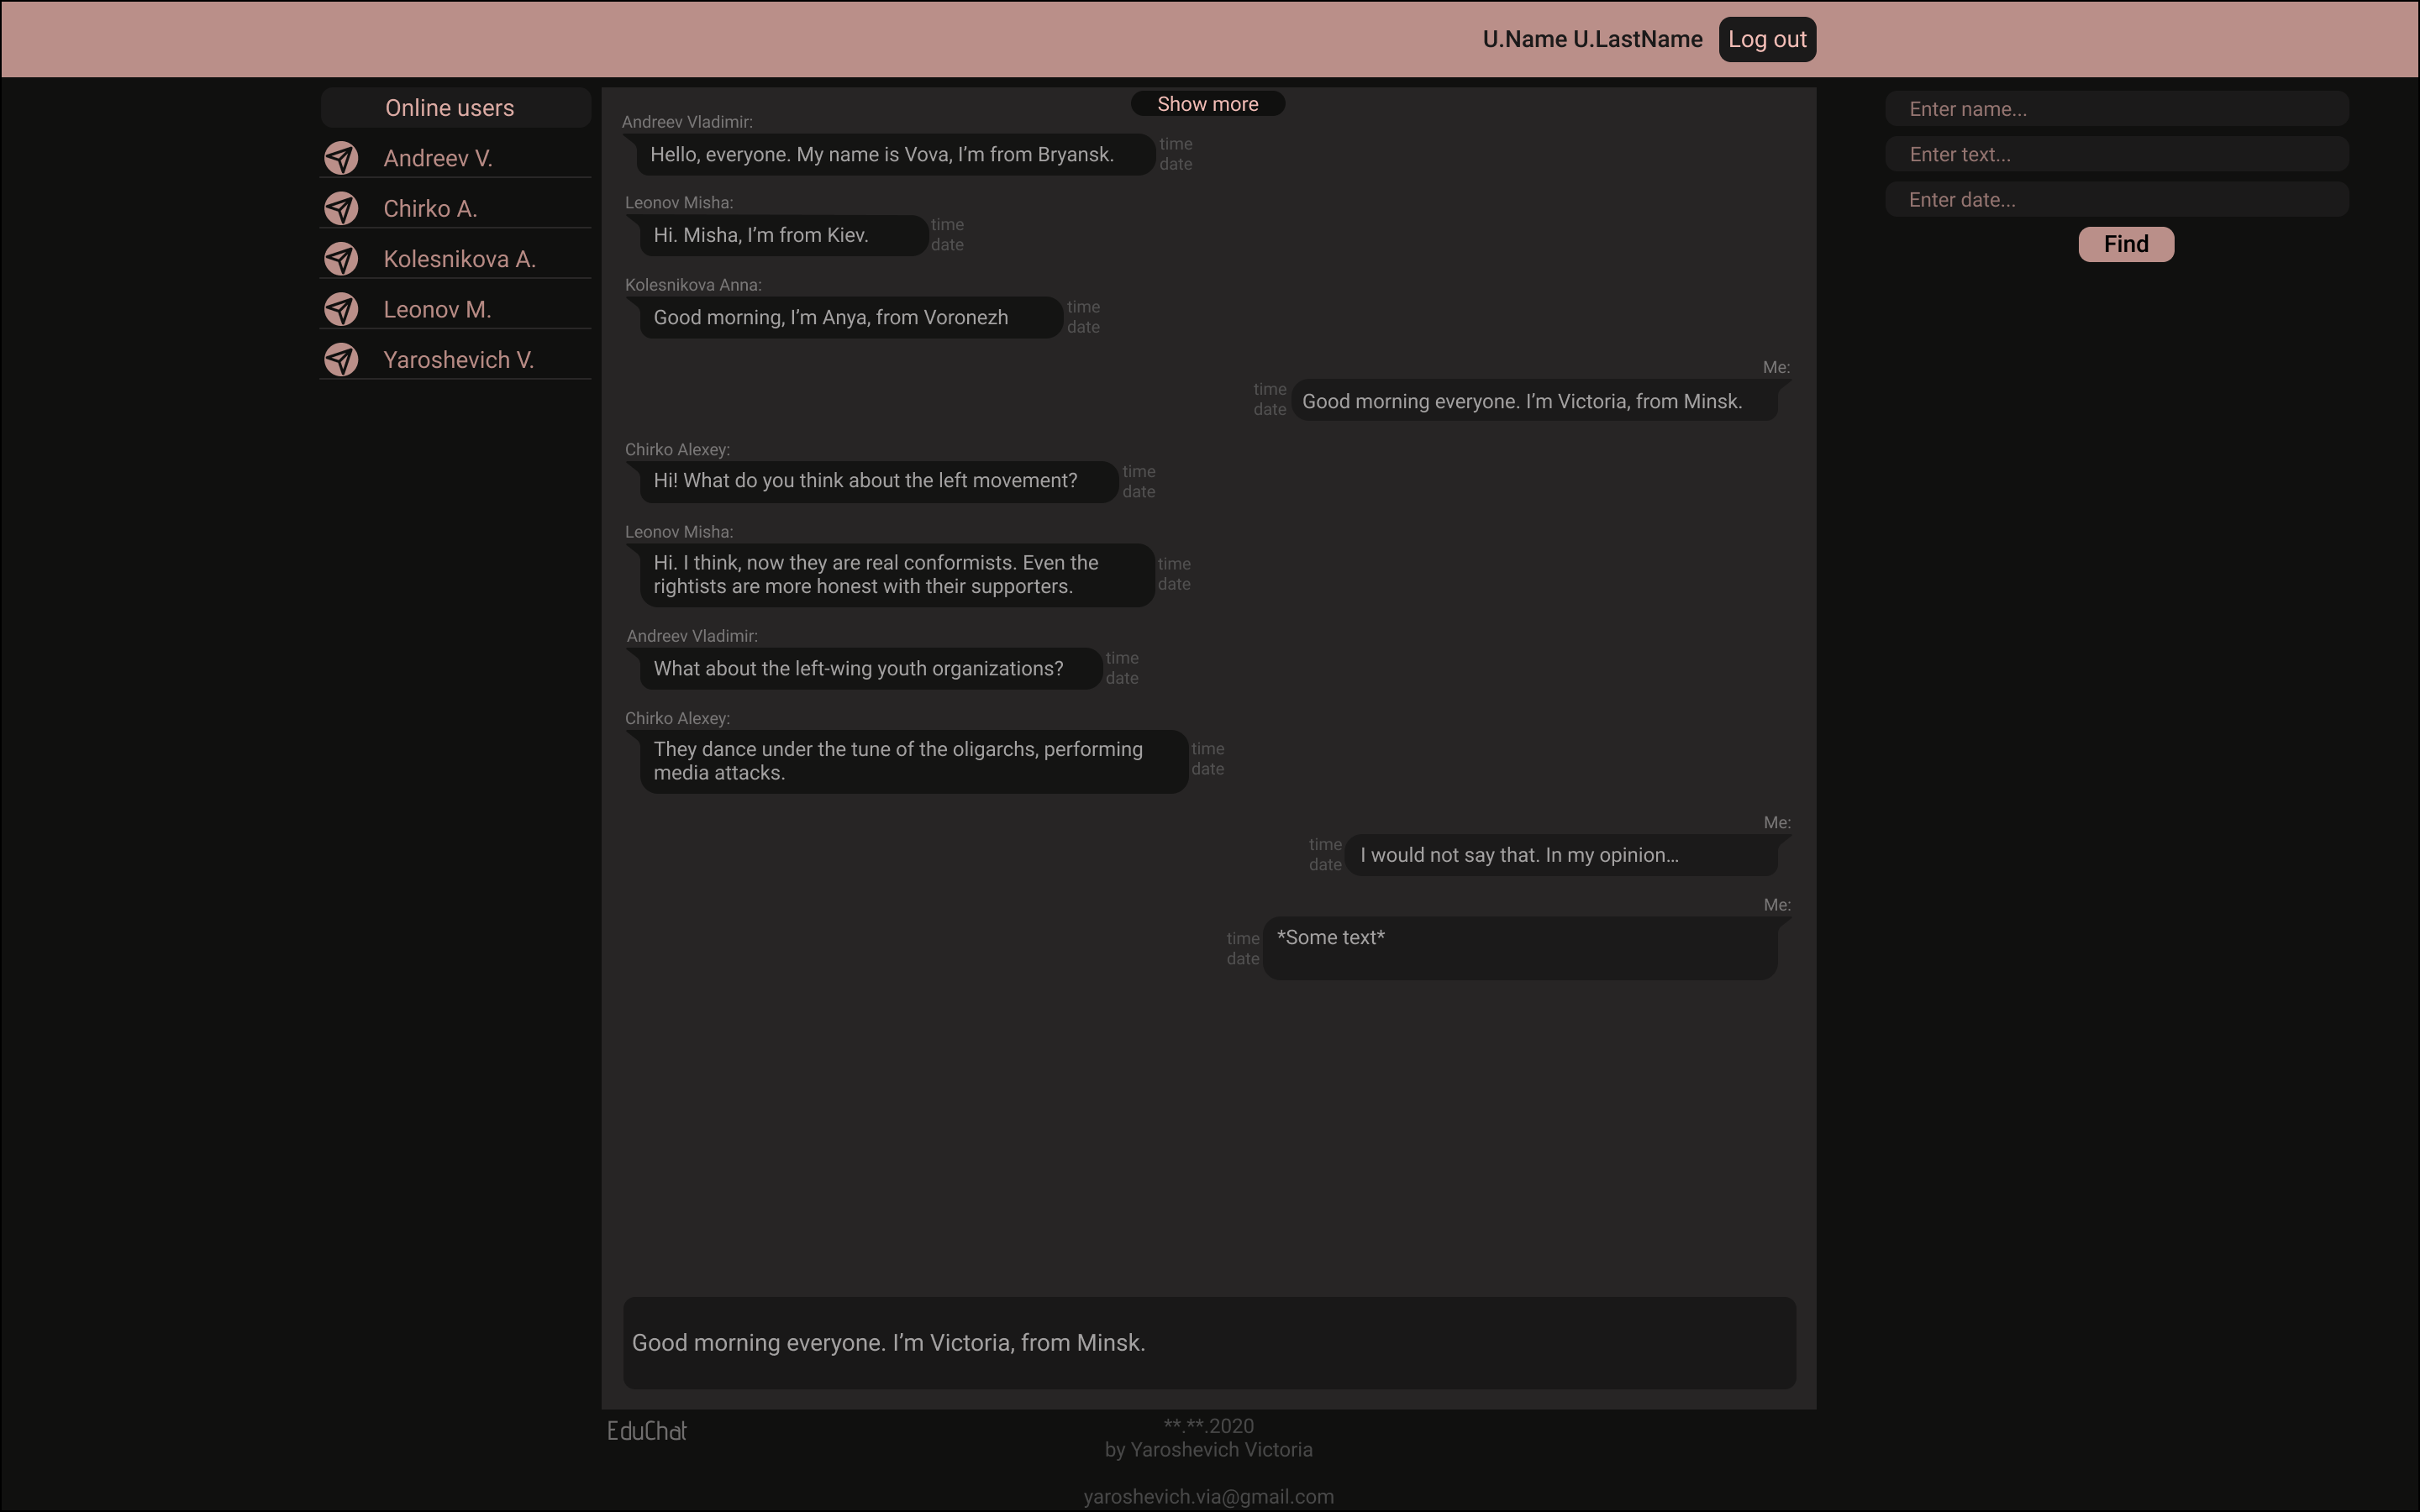 U.Name U.LastName
Log out
Online users
Andreev V.
Chirko A.
Kolesnikova A.
Leonov M.
Yaroshevich V.
Show more
Andreev Vladimir:
Hello, everyone. My name is Vova, I’m from Bryansk.
time
date
Leonov Misha:
Hi. Misha, I’m from Kiev.
time
date
Kolesnikova Anna:
Good morning, I’m Anya, from Voronezh
time
date
Me:
time
date
Good morning everyone. I’m Victoria, from Minsk.
Chirko Alexey:
Hi! What do you think about the left movement?
time
date
Leonov Misha:
Hi. I think, now they are real conformists. Even the
rightists are more honest with their supporters.
time
date
Andreev Vladimir:
What about the left-wing youth organizations?
time
date
Chirko Alexey:
They dance under the tune of the oligarchs, performing
media attacks.
time
date
Me:
time
date
I would not say that. In my opinion...
Me:
time
date
*Some text*
Good morning everyone. I’m Victoria, from Minsk.
Enter name...
Enter text...
Enter date...
Find
EduChat
**.**.2020
by Yaroshevich Victoria
yaroshevich.via@gmail.com